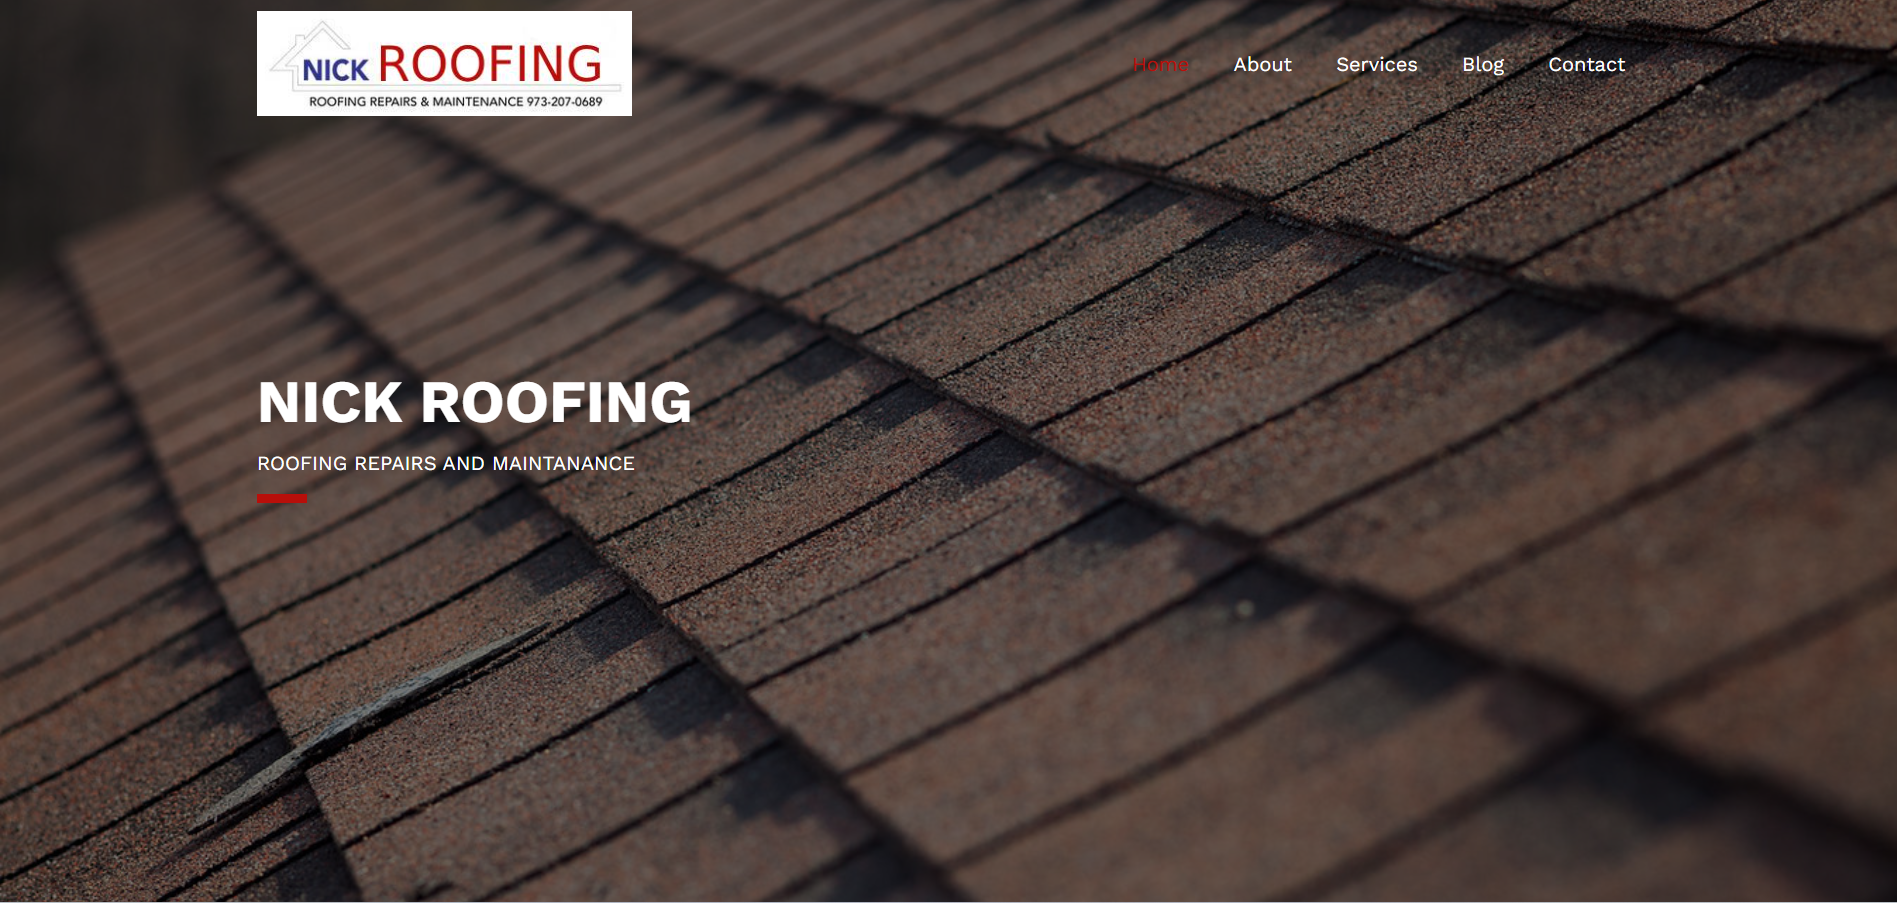 NICK ROOFING
ROOFING REPAIRS & MAINTENANCE 973-207-0689
Home About Services Blog Contact
NICK ROOFING
ROOFING REPAIRS AND MAINTANANCE